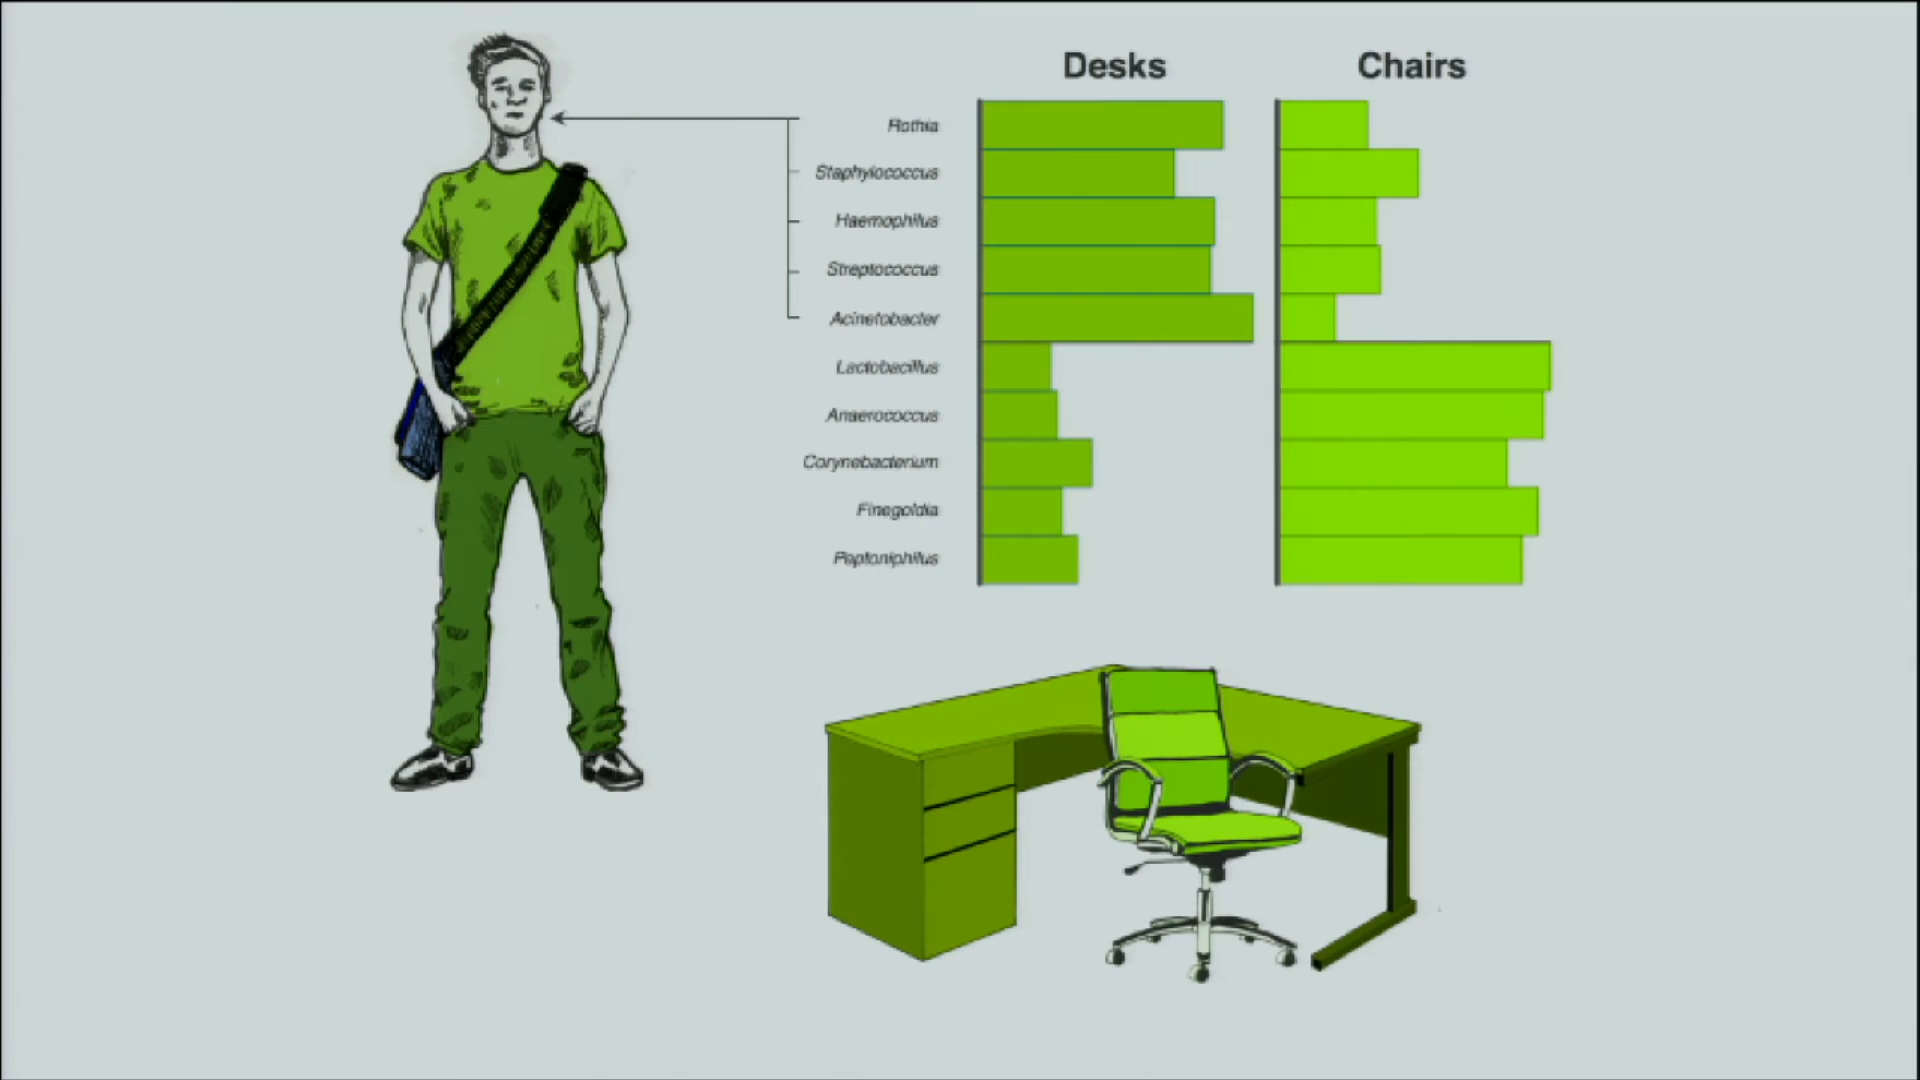 Desks Chairs
Rothia
Staphylococcus
Haemophilus
Streptococcus
Acinetobacter
Lactobacillus
Anaerococcus
Corynebacterium
Finegoldia
Peptoniphilus